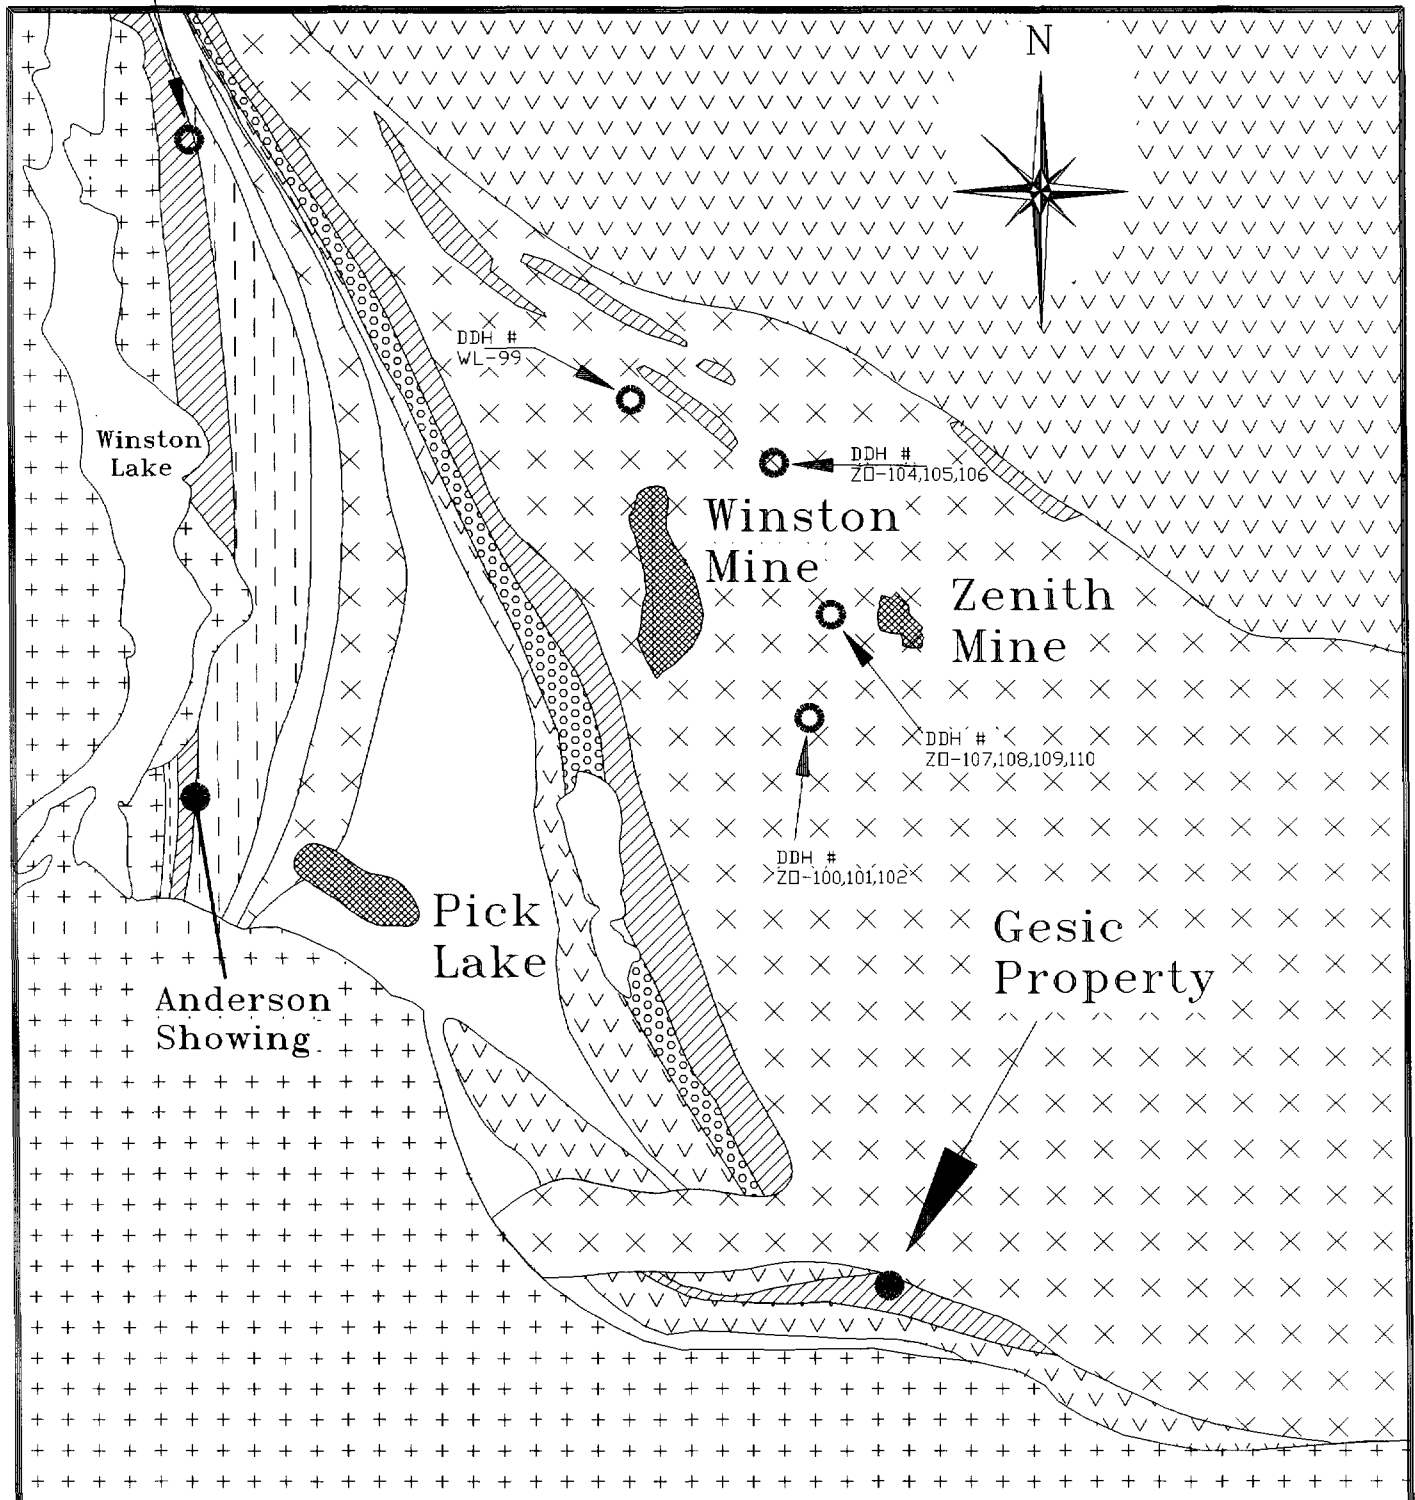 N
DDH #
WL-99
Winston
Lake
DDH #
ZO-104,105,106
Winston
Mine
Zenith
Mine
DDH #
ZO-107,108,109,110
DDH #
ZO-100,101,102
Pick
Lake
Gesic
Property
Anderson
Showing